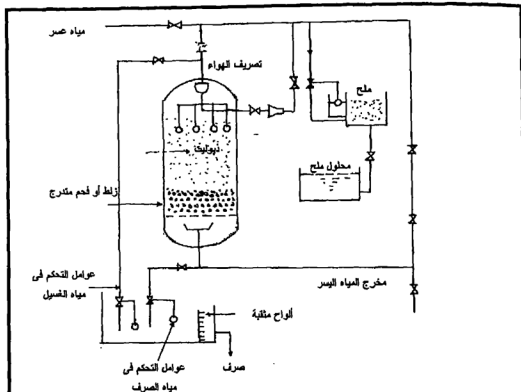 مياه عسر
تصريف الهواء
ملح
زيوليت
محلول ملح
زلط أو فحم متدرج
مخرج المياه اليسر
عوامل التحكم فى
مياه الغسيل
ألواح مثقبة
صرف
عوامل التحكم فى
مياه الصرف